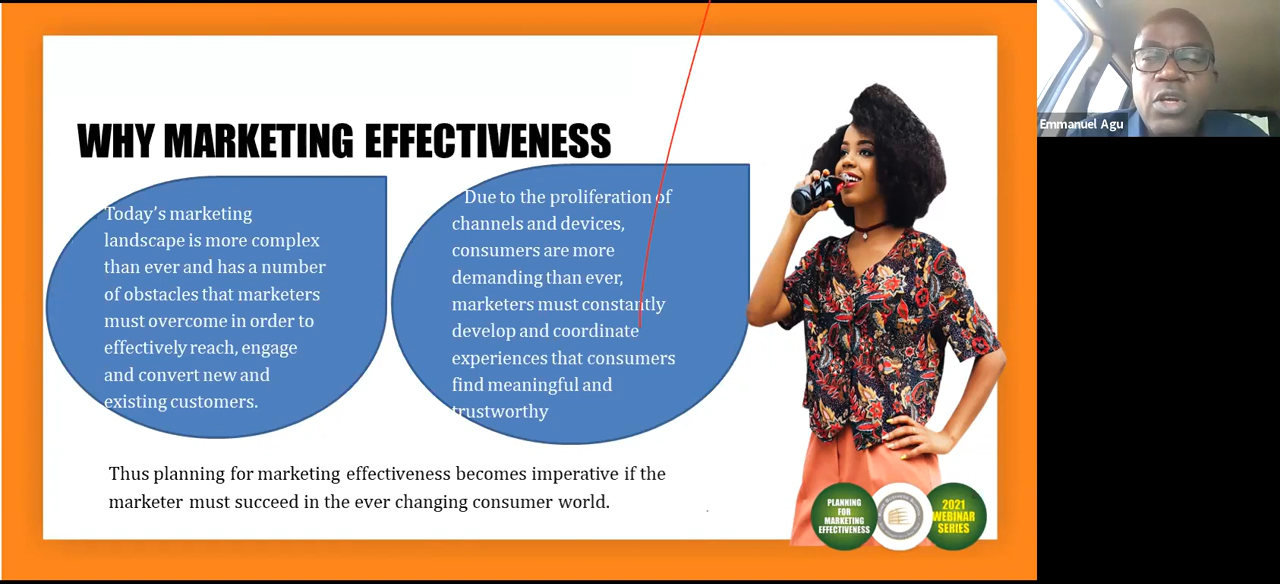 WHY MARKETING EFFECTIVENESS
Today’s marketing
landscape is more complex
than ever and has a number
of obstacles that marketers
must overcome in order to
effectively reach, engage
and convert new and
existing customers.
Due to the proliferation of
channels and devices,
consumers are more
demanding than ever,
marketers must constantly
develop and coordinate
experiences that consumers
find meaningful and
trustworthy
Thus planning for marketing effectiveness becomes imperative if the
marketer must succeed in the ever changing consumer world.
PLANNING
FOR
MARKETING
EFFECTIVENESS
2021
WEBINAR
SERIES
Emmanuel Agu